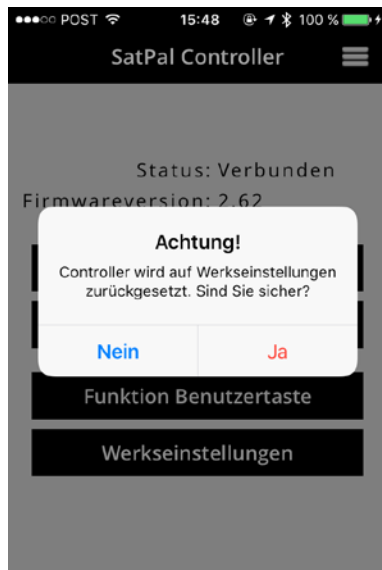 POST 15:48 100 %
SatPal Controller
Status: Verbunden
Firmwareversion: 2.62
Achtung!
Controller wird auf Werkseinstellungen
zurückgesetzt. Sind Sie sicher?
Nein Ja
Funktion Benutzertaste
Werkseinstellungen